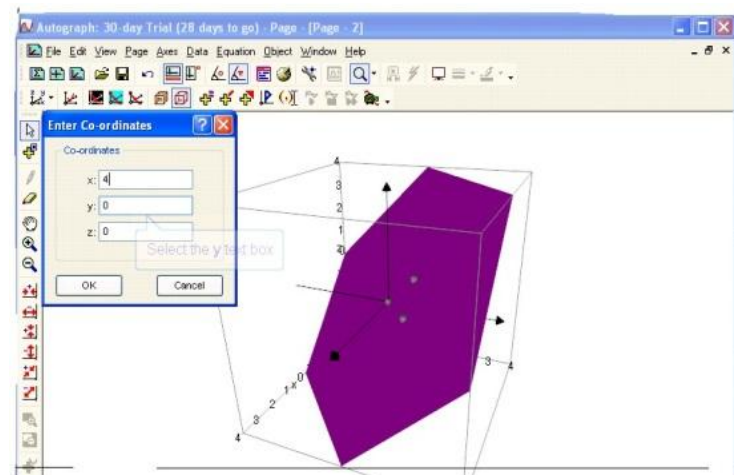 Autograph: 30-day Trial (28 days to go) - Page - [Page - 2]
File Edit View Page Axes Data Equation Object Window Help
Enter Co-ordinates
Co-ordinates
x: 4
y: 0
z: 0
Select the y text box
OK Cancel
4
3
2
1
0
x 0
1
2
3
4
3
4